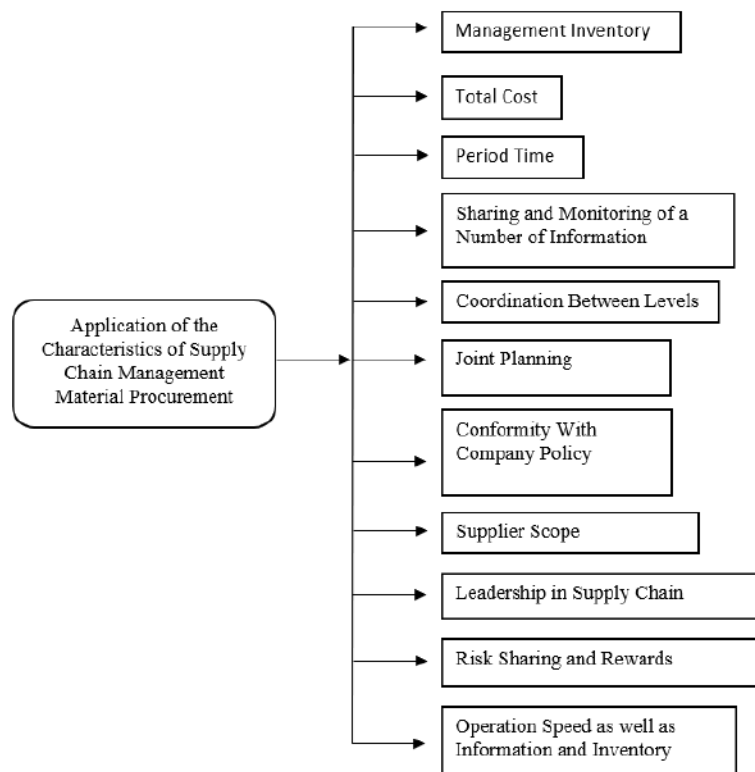 Management Inventory
Total Cost
Period Time
Sharing and Monitoring of a
Number of Information
Coordination Between Levels
Application of the
Characteristics of Supply
Chain Management
Material Procurement
Joint Planning
Conformity With
Company Policy
Supplier Scope
Leadership in Supply Chain
Risk Sharing and Rewards
Operation Speed as well as
Information and Inventory